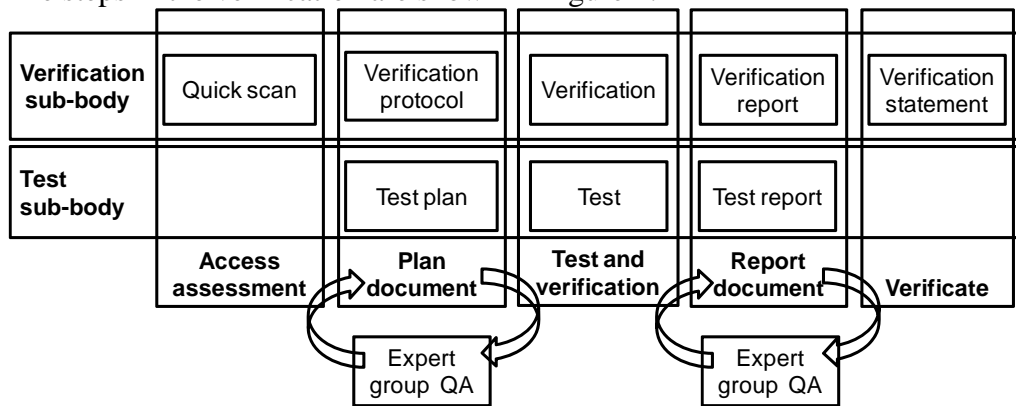 steps in the verification are shown in Figure
Verification
sub-body
Quick scan
Verification
protocol
Verification
Verification
report
Verification
statement
Test
sub-body
Test plan
Test
Test report
Access
assessment
Plan
document
Test and
verification
Report
document
Verificate
Expert
group QA
Expert
group QA